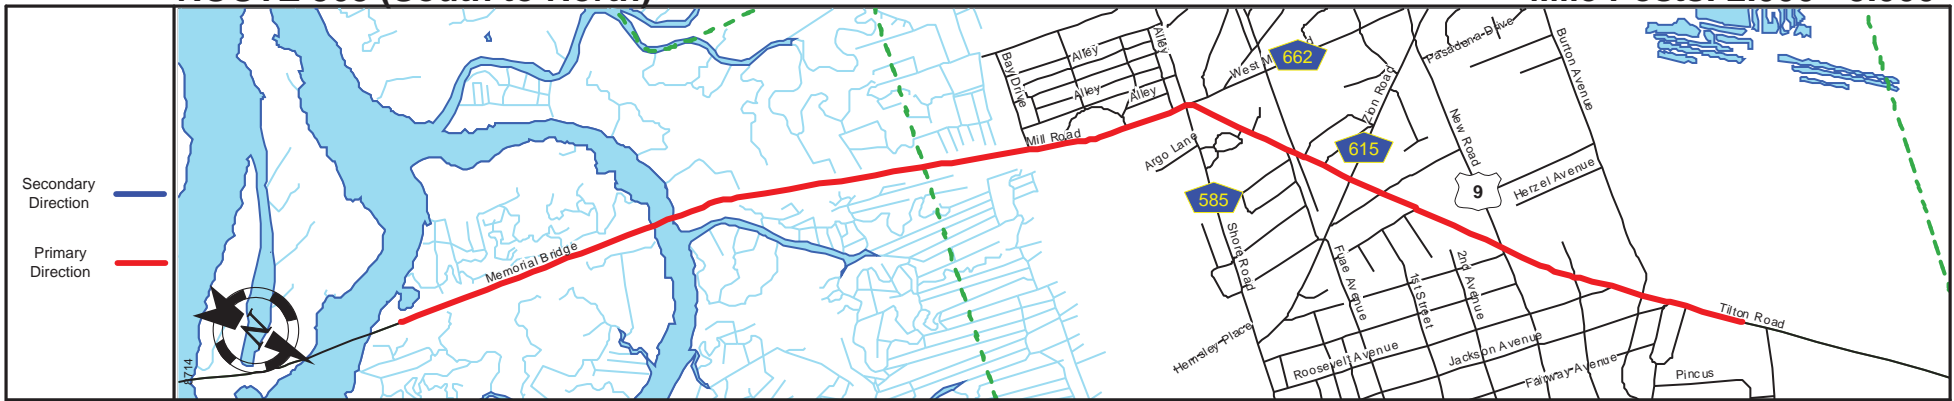 Secondary
Direction
Primary
Direction
8714
N
Memorial Bridge
Mill Road
Bay Drive
Alley
Alley
Alley
Alley
Argo Lane
585
Shore Road
Hemsley Place
West
662
615
Zion Road
Pasadena Drive
Burton Avenue
New Road
9
Herzel Avenue
1st Street
2nd Avenue
Roosevelt Avenue
Jackson Avenue
Fairway Avenue
Tilton Road
Pincus